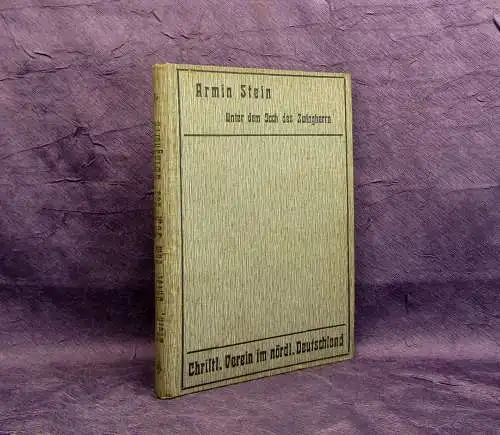 Armin Stein
Unter dem Joch des Zwingherrn
Christl. Verein im nördl. Deutschland